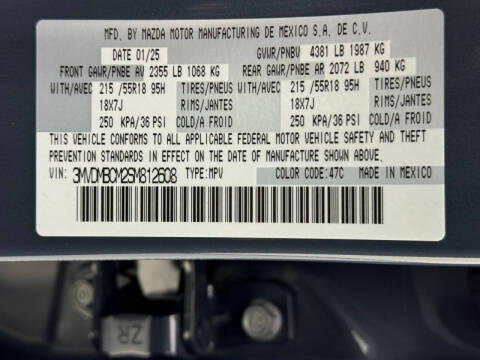 MFD. BY MAZDA MOTOR MANUFACTURING DE MEXICO S.A. DE C.V.
DATE 01/25 GVWR/PNBV 4381 LB 1987 KG
FRONT GAWR/PNBE AV 2355 LB 1068 KG REAR GAWR/PNBE AR 2072 LB 940 KG
WITH/AVEC 215 /55R18 95H TIRES/PNEUS WITH/AVEC 215 /55R18 95H TIRES/PNEUS
18X7J RIMS/JANTES 18X7J RIMS/JANTES
250 KPA/36 PSI COLD/A FROID 250 KPA/36 PSI COLD/A FROID
THIS VEHICLE CONFORMS TO ALL APPLICABLE FEDERAL MOTOR VEHICLE SAFETY AND THEFT
PREVENTION STANDARDS IN EFFECT ON THE DATE OF MANUFACTURE SHOWN ABOVE.
VIN: 3MVDMBCM2SM812608 TYPE:MPV COLOR CODE:47C MADE IN MEXICO
ZR